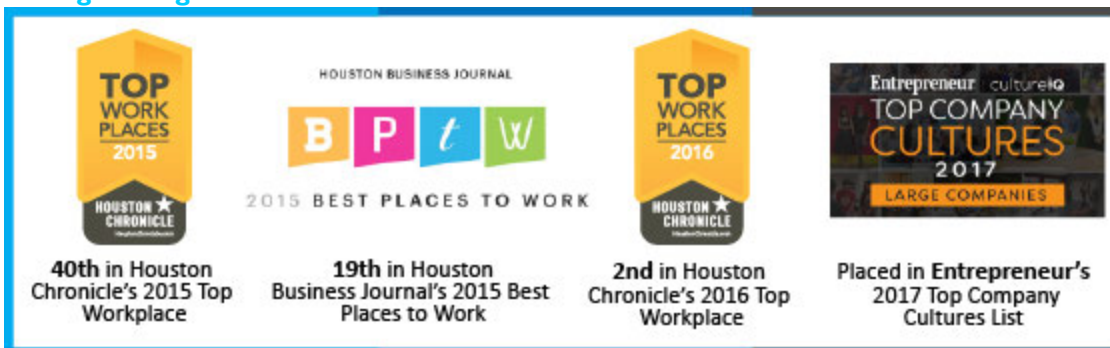 TOP
WORK
PLACES
2015
HOUSTON
CHRONICLE
40th in Houston
Chronicle's 2015 Top
Workplace
HOUSTON BUSINESS JOURNAL
B P t W
2015 BEST PLACES TO WORK
19th in Houston
Business Journal's 2015 Best
Places to Work
TOP
WORK
PLACES
2016
HOUSTON
CHRONICLE
2nd in Houston
Chronicle's 2016 Top
Workplace
Entrepreneur cultureIQ
TOP COMPANY
CULTURES
2017
LARGE COMPANIES
Placed in Entrepreneur's
2017 Top Company
Cultures List